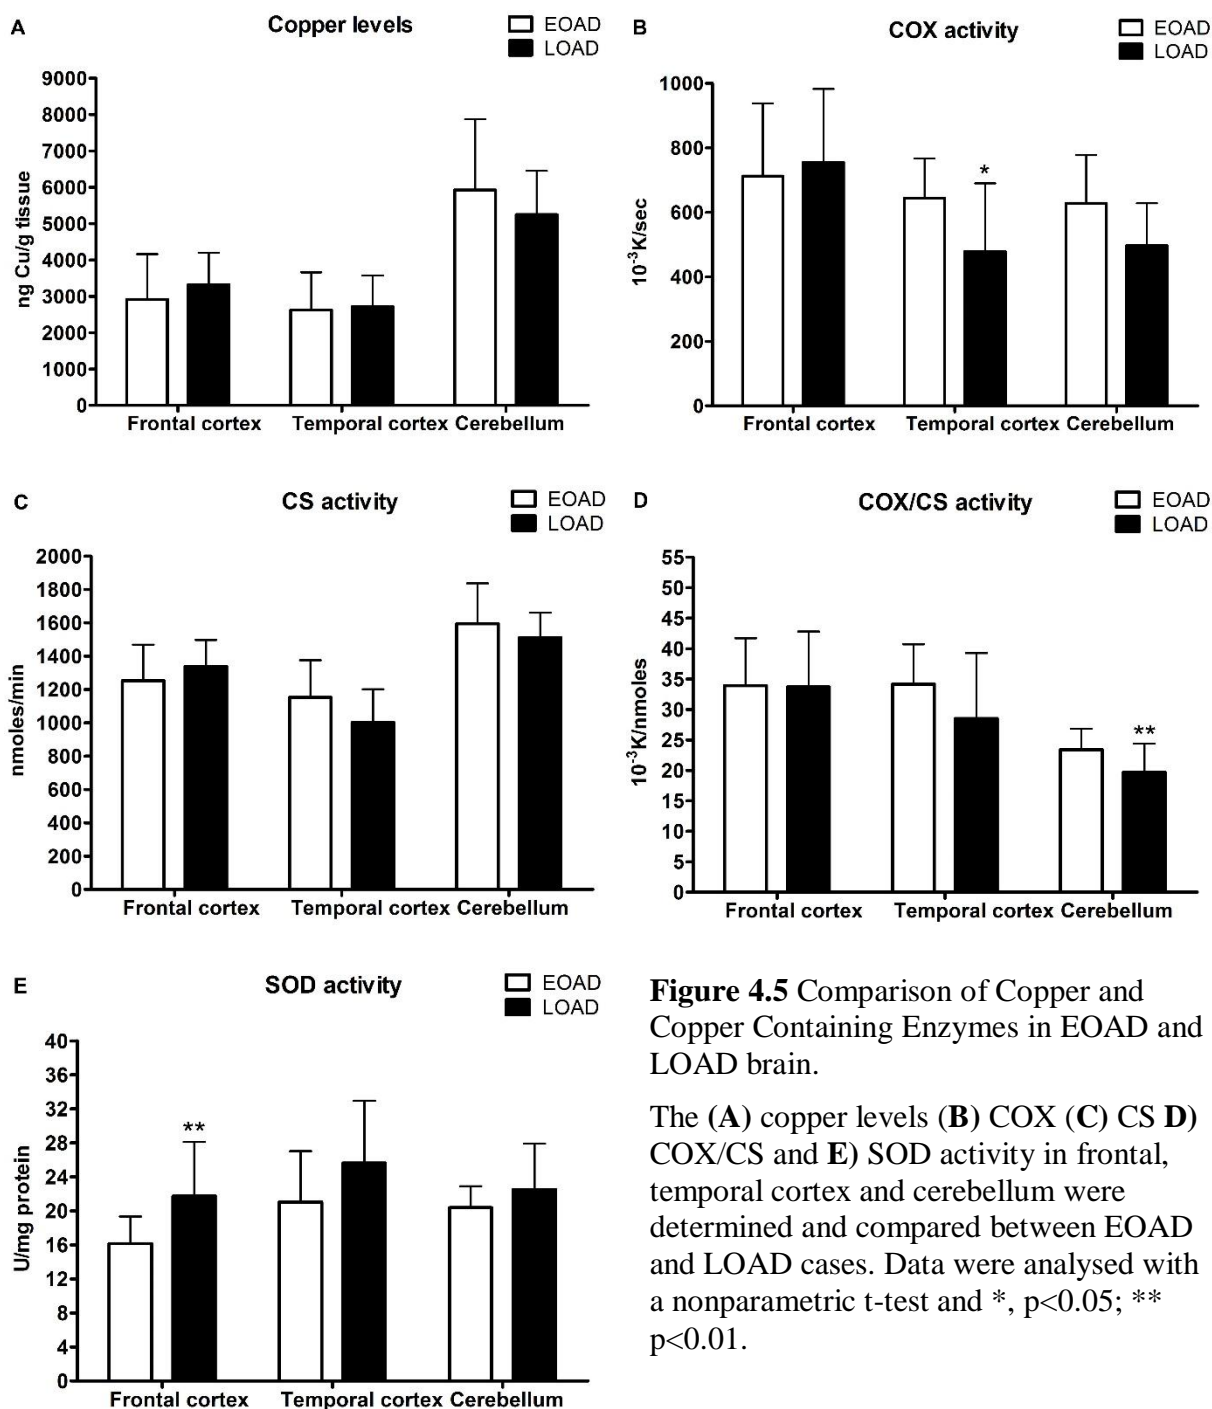 A
Copper levels
EOAD
LOAD
9000
8000
7000
6000
5000
4000
3000
2000
1000
0
ng Cu/g tissue
Frontal cortex Temporal cortex Cerebellum
B
COX activity
EOAD
LOAD
1000
800
600
400
200
0
10⁻³K/sec
*
Frontal cortex Temporal cortex Cerebellum
C
CS activity
EOAD
LOAD
2000
1800
1600
1400
1200
1000
800
600
400
200
0
nmoles/min
Frontal cortex Temporal cortex Cerebellum
D
COX/CS activity
EOAD
LOAD
55
50
45
40
35
30
25
20
15
10
5
0
10⁻³K/nmoles
**
Frontal cortex Temporal cortex Cerebellum
E
SOD activity
EOAD
LOAD
40
36
32
28
24
20
16
12
8
4
0
U/mg protein
**
Frontal cortex Temporal cortex Cerebellum
Figure 4.5 Comparison of Copper and
Copper Containing Enzymes in EOAD and
LOAD brain.
The (A) copper levels (B) COX (C) CS D)
COX/CS and E) SOD activity in frontal,
temporal cortex and cerebellum were
determined and compared between EOAD
and LOAD cases. Data were analysed with
a nonparametric t-test and *, p<0.05; **
p<0.01.